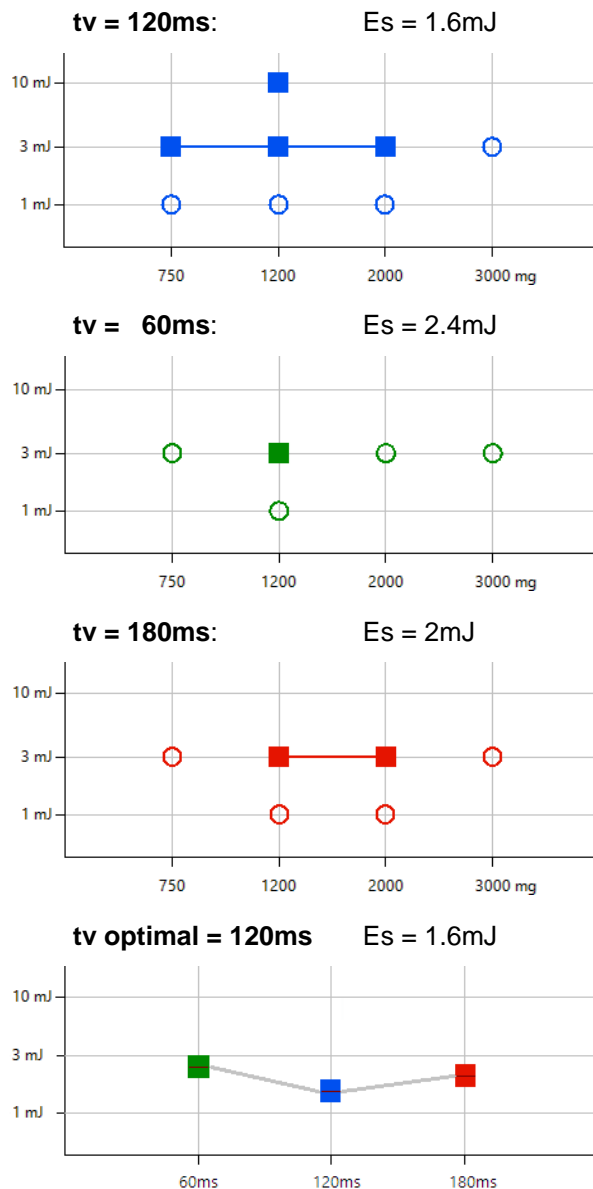 tv = 120ms: Es = 1.6mJ
10 mJ
3 mJ
1 mJ
750 1200 2000 3000 mg
tv = 60ms: Es = 2.4mJ
10 mJ
3 mJ
1 mJ
750 1200 2000 3000 mg
tv = 180ms: Es = 2mJ
10 mJ
3 mJ
1 mJ
750 1200 2000 3000 mg
tv optimal = 120ms Es = 1.6mJ
10 mJ
3 mJ
1 mJ
60ms 120ms 180ms